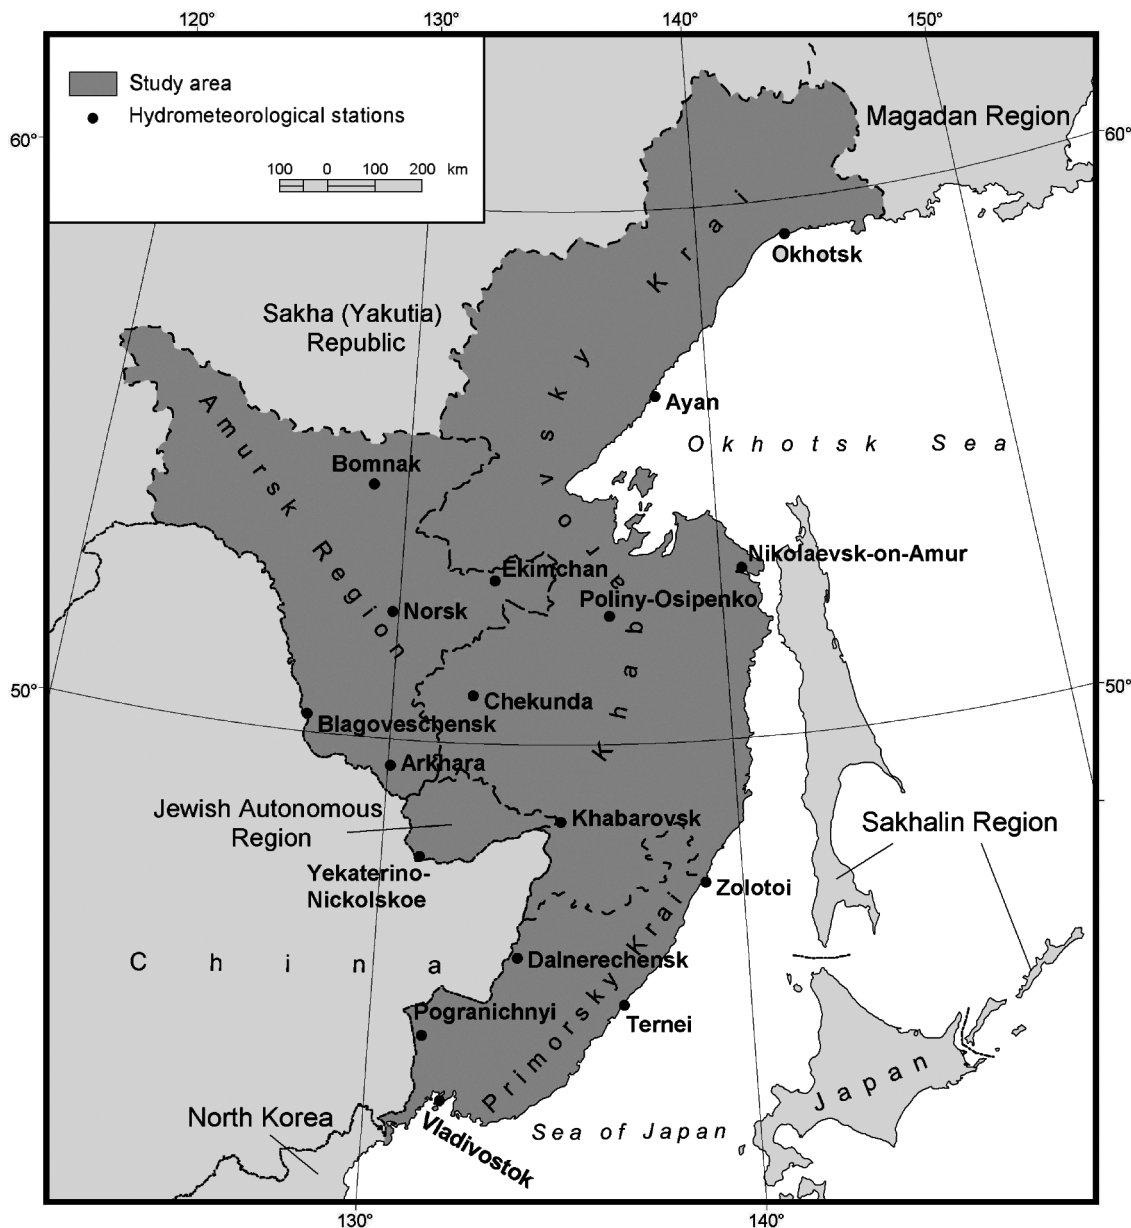 120° 130° 140° 150°
Study area
Hydrometeorological stations
100 0 100 200 km
60°
60°
Magadan Region
Okhotsk
Sakha (Yakutia)
Republic
Khabarovsky Krai
Ayan
Okhotsk Sea
Amursk Region
Bomnak
Nikolaevsk-on-Amur
Ekimchan
Poliny-Osipenko
Norsk
50°
50°
Chekunda
Blagoveschensk
Arkhara
Jewish Autonomous
Region
Khabarovsk
Sakhalin Region
Yekaterino-
Nickolskoe
Zolotoi
China
Dalnerechensk
Primorsky Krai
Pogranichnyi
Ternei
Japan
North Korea
Vladivostok
Sea of Japan
130° 140°